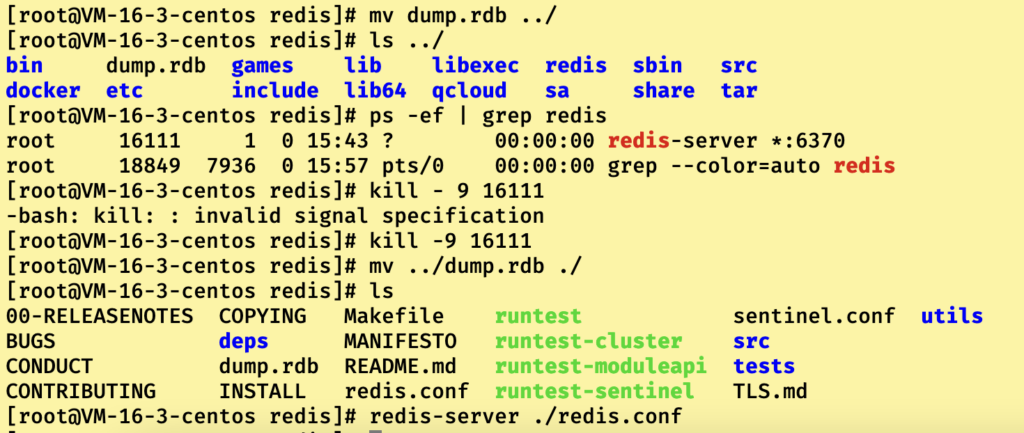 [root@VM-16-3-centos redis]# mv dump.rdb ../
[root@VM-16-3-centos redis]# ls ../
bin     dump.rdb  games    lib    libexec  redis  sbin   src
docker  etc       include  lib64  qcloud   sa     share  tar
[root@VM-16-3-centos redis]# ps -ef | grep redis
root     16111     1  0 15:43 ?        00:00:00 redis-server *:6370
root     18849  7936  0 15:57 pts/0    00:00:00 grep --color=auto redis
[root@VM-16-3-centos redis]# kill - 9 16111
-bash: kill: : invalid signal specification
[root@VM-16-3-centos redis]# kill -9 16111
[root@VM-16-3-centos redis]# mv ../dump.rdb ./
[root@VM-16-3-centos redis]# ls
00-RELEASENOTES  COPYING   Makefile   runtest            sentinel.conf  utils
BUGS             deps      MANIFESTO  runtest-cluster    src
CONDUCT          dump.rdb  README.md  runtest-moduleapi  tests
CONTRIBUTING     INSTALL   redis.conf  runtest-sentinel   TLS.md
[root@VM-16-3-centos redis]# redis-server ./redis.conf